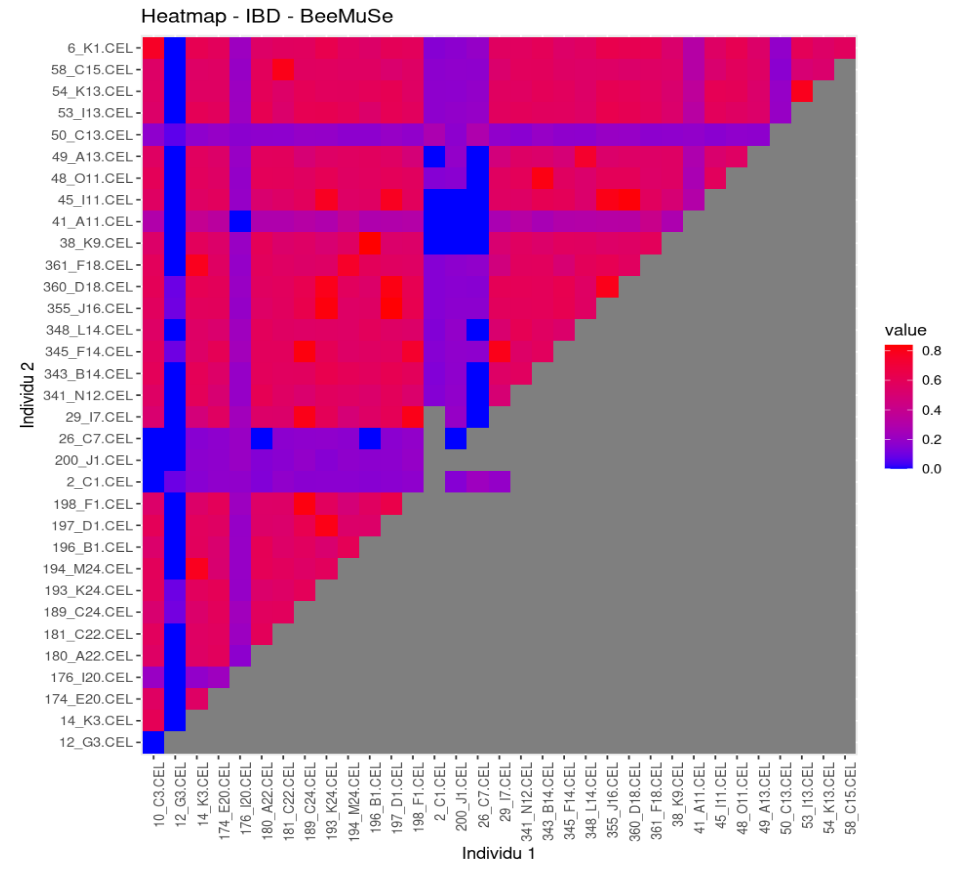 Heatmap - IBD - BeeMuSe
Individu 2
6_K1.CEL
58_C15.CEL
54_K13.CEL
53_I13.CEL
50_C13.CEL
49_A13.CEL
48_O11.CEL
45_I11.CEL
41_A11.CEL
38_K9.CEL
361_F18.CEL
360_D18.CEL
355_J16.CEL
348_L14.CEL
345_F14.CEL
343_B14.CEL
341_N12.CEL
29_I7.CEL
26_C7.CEL
200_J1.CEL
2_C1.CEL
198_F1.CEL
197_D1.CEL
196_B1.CEL
194_M24.CEL
193_K24.CEL
189_C24.CEL
181_C22.CEL
180_A22.CEL
176_I20.CEL
174_E20.CEL
14_K3.CEL
12_G3.CEL
10_C3.CEL
12_G3.CEL
14_K3.CEL
174_E20.CEL
176_I20.CEL
180_A22.CEL
181_C22.CEL
189_C24.CEL
193_K24.CEL
194_M24.CEL
196_B1.CEL
197_D1.CEL
198_F1.CEL
2_C1.CEL
200_J1.CEL
26_C7.CEL
29_I7.CEL
341_N12.CEL
343_B14.CEL
345_F14.CEL
348_L14.CEL
355_J16.CEL
360_D18.CEL
361_F18.CEL
38_K9.CEL
41_A11.CEL
45_I11.CEL
48_O11.CEL
49_A13.CEL
50_C13.CEL
53_I13.CEL
54_K13.CEL
58_C15.CEL
Individu 1
value
0.8
0.6
0.4
0.2
0.0